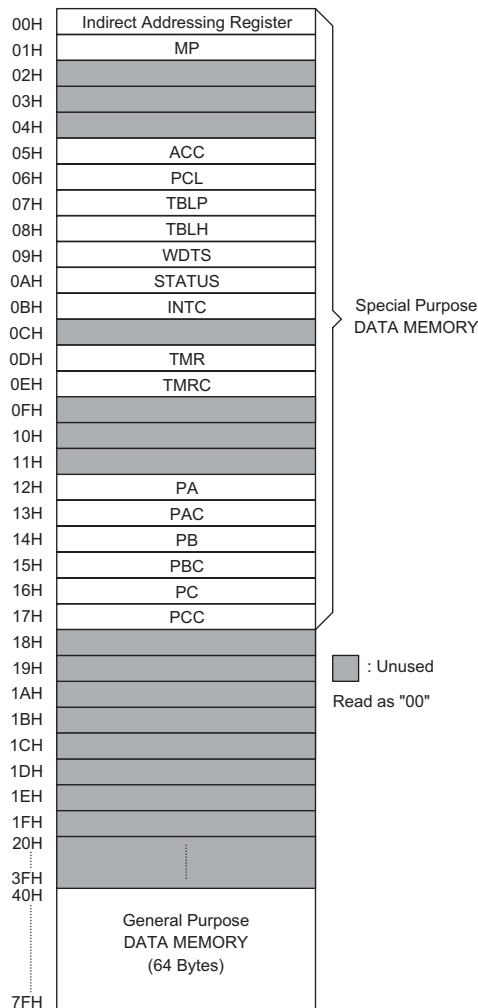 00H Indirect Addressing Register
01H MP
02H
03H
04H
05H ACC
06H PCL
07H TBLP
08H TBLH
09H WDTS
0AH STATUS
0BH INTC
Special Purpose
DATA MEMORY
0CH
0DH TMR
0EH TMRC
0FH
10H
11H
12H PA
13H PAC
14H PB
15H PBC
16H PC
17H PCC
18H
19H
: Unused
1AH
Read as "00"
1BH
1CH
1DH
1EH
1FH
20H
3FH
40H
General Purpose
DATA MEMORY
(64 Bytes)
7FH